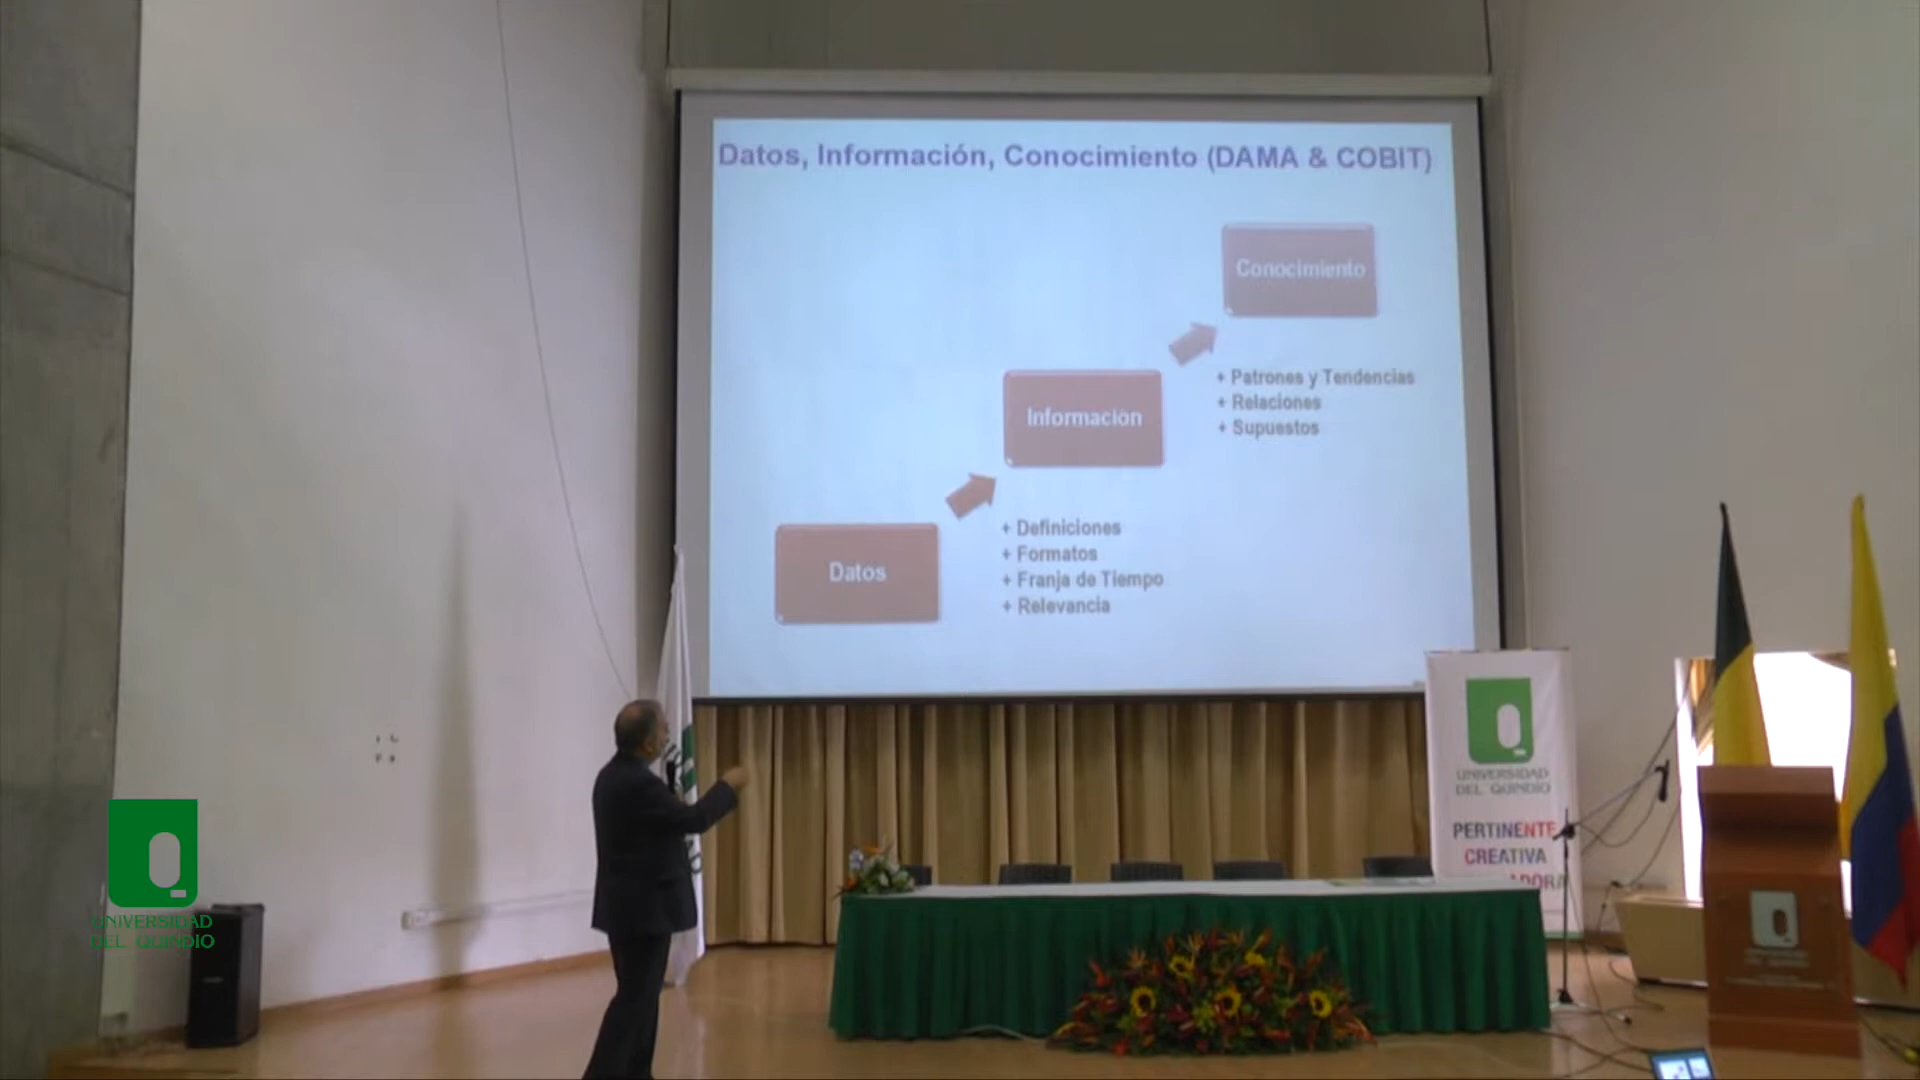 Datos, Información, Conocimiento (DAMA & COBIT)
Conocimiento
+ Patrones y Tendencias
+ Relaciones
+ Supuestos
Información
+ Definiciones
+ Formatos
+ Franja de Tiempo
+ Relevancia
Datos
UNIVERSIDAD
DEL QUINDIO
PERTINENTE
CREATIVA
UNIVERSIDAD
DEL QUINDIO